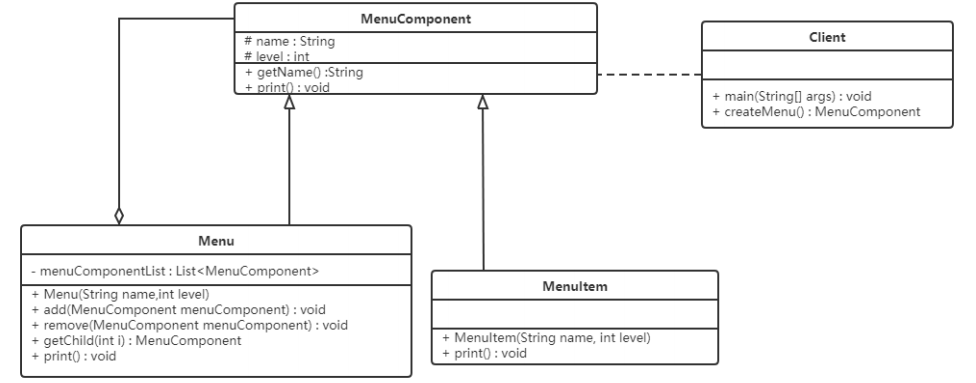 MenuComponent
# name : String
# level : int
+ getName() :String
+ print() : void
Client
+ main(String[] args) : void
+ createMenu() : MenuComponent
Menu
- menuComponentList : List<MenuComponent>
+ Menu(String name,int level)
+ add(MenuComponent menuComponent) : void
+ remove(MenuComponent menuComponent) : void
+ getChild(int i) : MenuComponent
+ print() : void
MenuItem
+ MenuItem(String name, int level)
+ print() : void